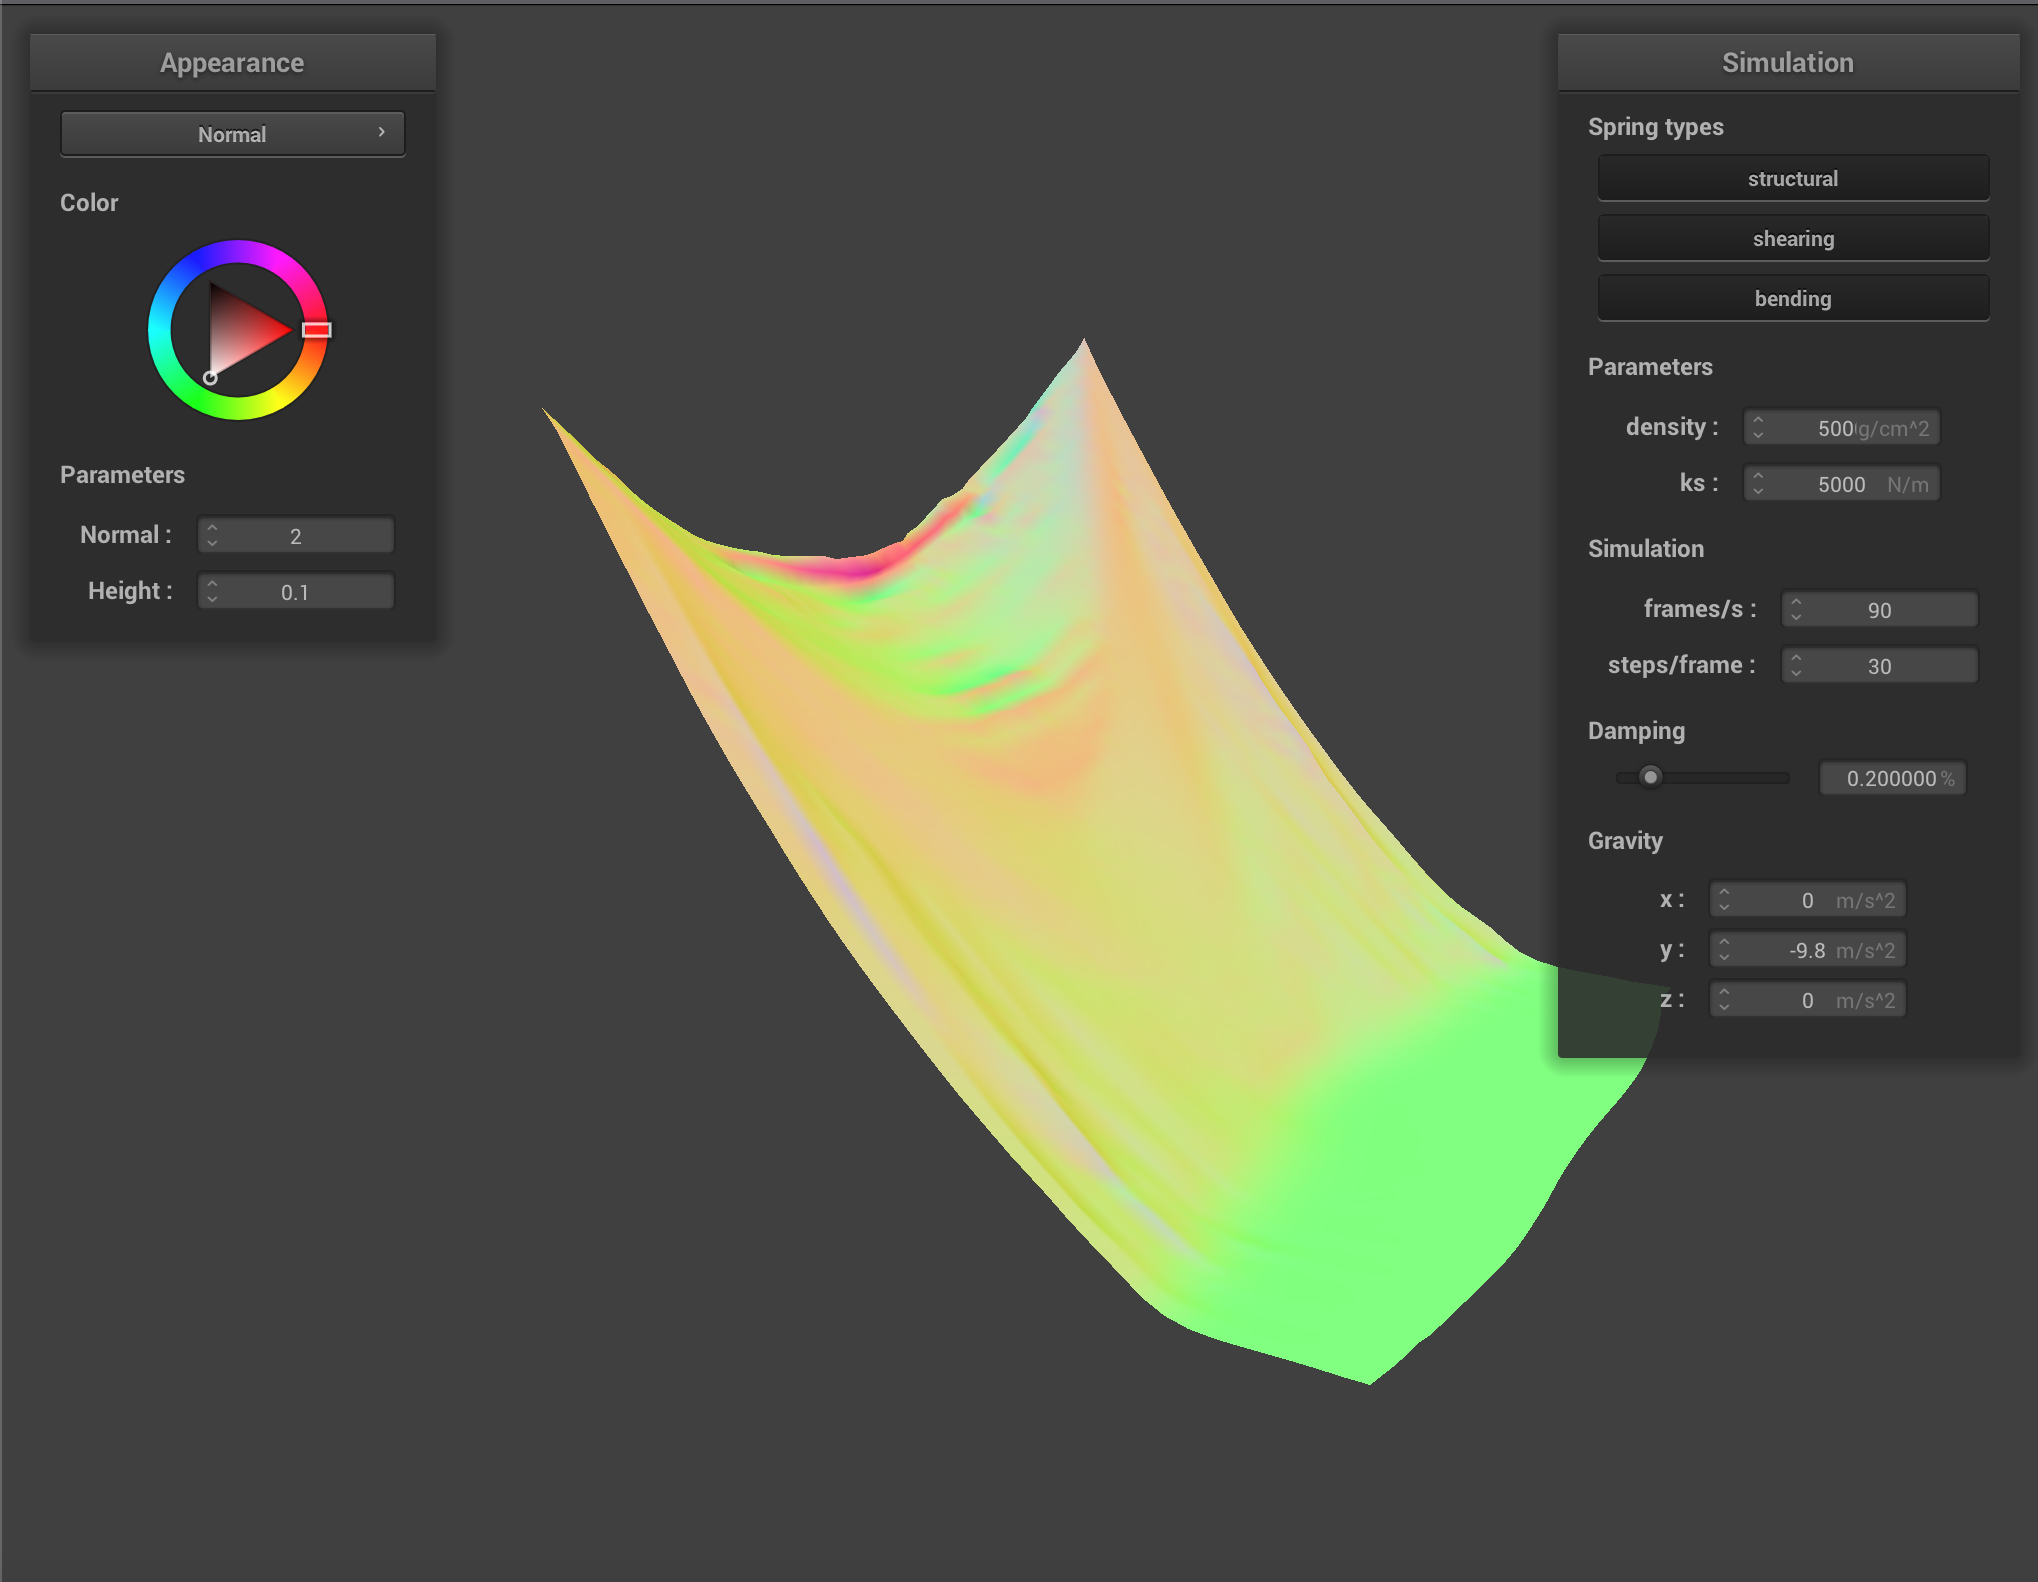 Appearance
Normal
Color
Parameters
Normal : 2
Height : 0.1
Simulation
Spring types
structural
shearing
bending
Parameters
density : 500 g/cm^2
ks : 5000 N/m
Simulation
frames/s : 90
steps/frame : 30
Damping
0.200000 %
Gravity
x : 0 m/s^2
y : -9.8 m/s^2
z : 0 m/s^2